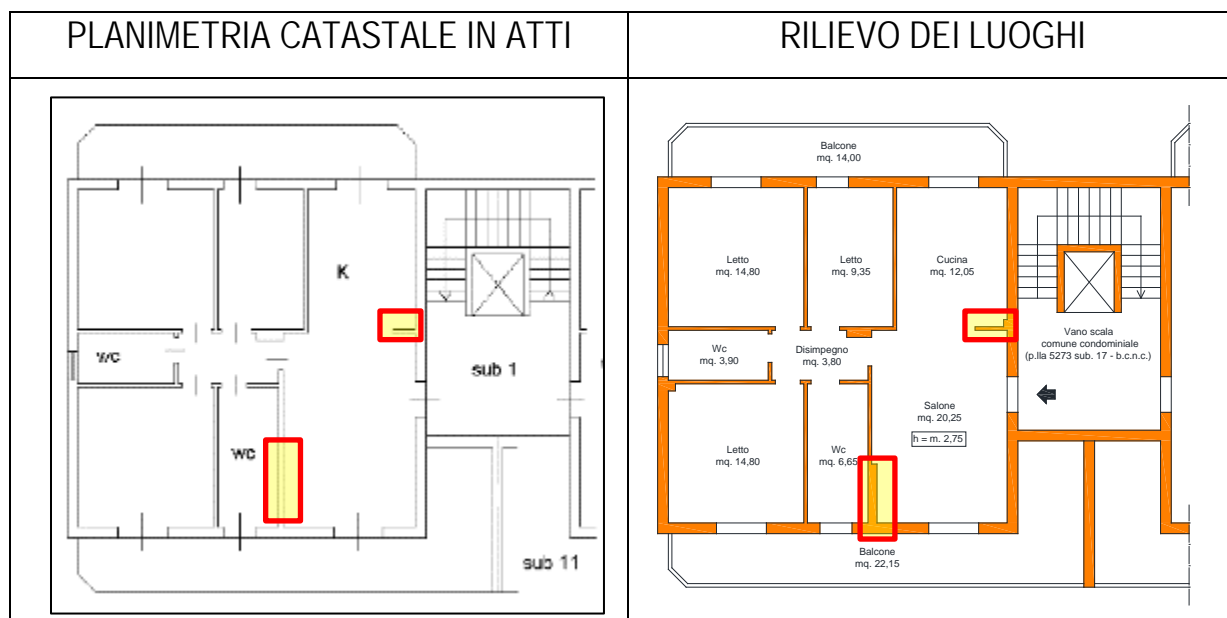 PLANIMETRIA CATASTALE IN ATTI
RILIEVO DEI LUOGHI
K
wc
sub 1
wc
sub 11
Balcone
mq. 14,00
Letto
mq. 14,80
Letto
mq. 9,35
Cucina
mq. 12,05
Wc
mq. 3,90
Disimpegno
mq. 3,80
Vano scala
comune condominiale
(p.lla 5273 sub. 17 - b.c.n.c.)
Salone
mq. 20,25
h = m. 2,75
Letto
mq. 14,80
Wc
mq. 6,65
Balcone
mq. 22,15